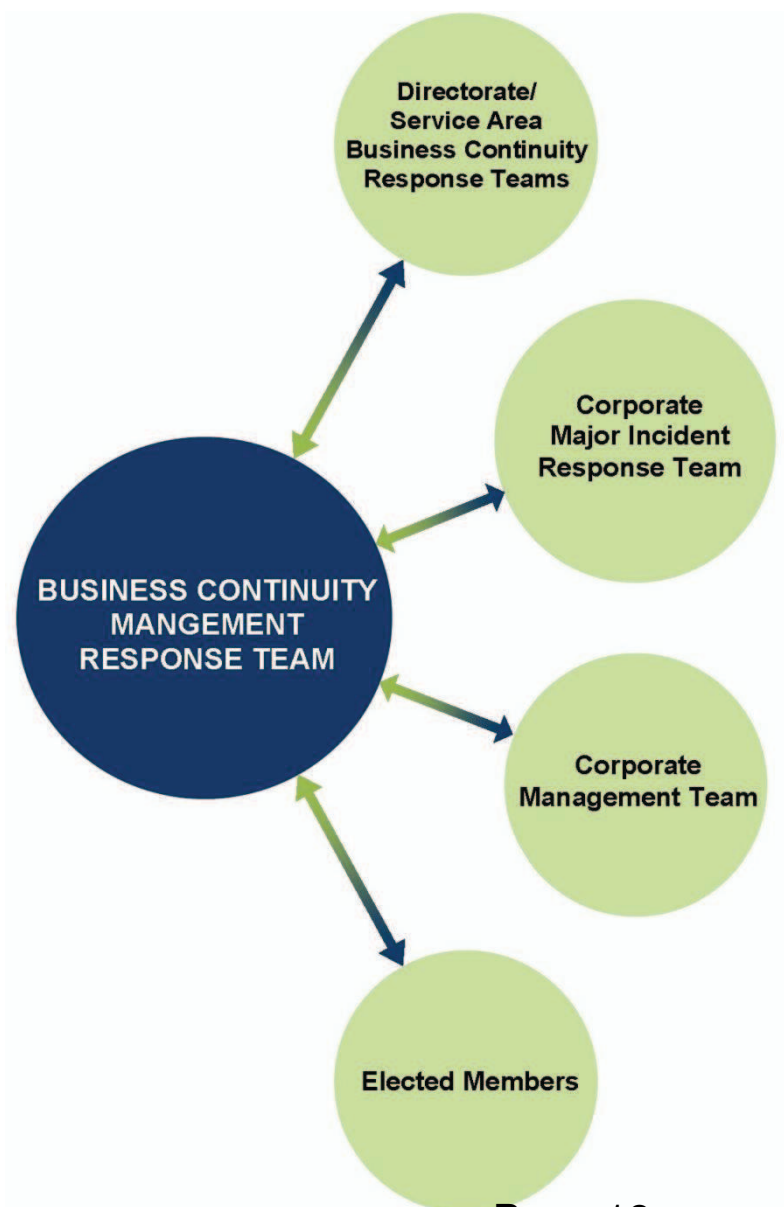 Directorate/
Service Area
Business Continuity
Response Teams
Corporate
Major Incident
Response Team
BUSINESS CONTINUITY
MANGEMENT
RESPONSE TEAM
Corporate
Management Team
Elected Members